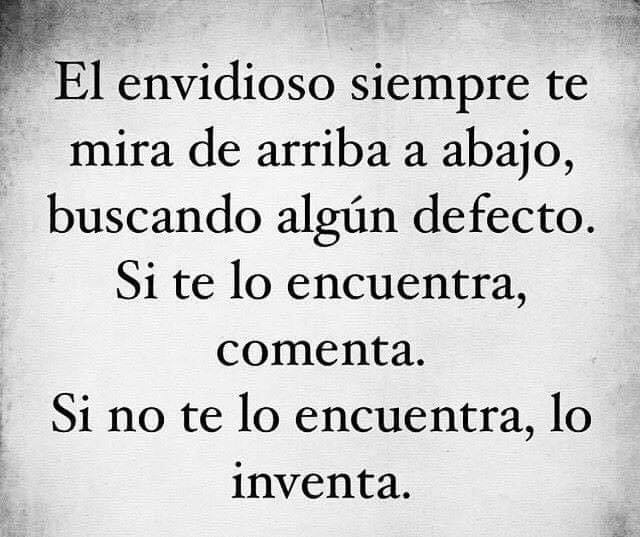 El envidioso siempre te
mira de arriba a abajo,
buscando algún defecto.
Si te lo encuentra,
comenta.
Si no te lo encuentra, lo
inventa.